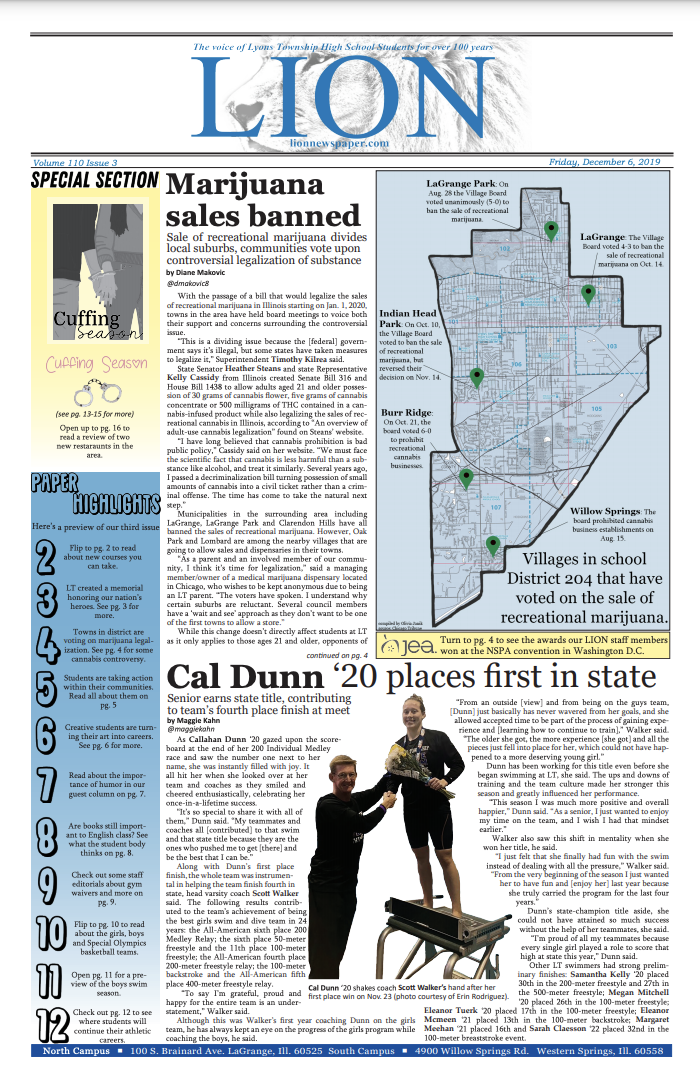 The voice of Lyons Township High School Students for over 100 years
LION
lionnewspaper.com
Volume 110 Issue 3
Friday, December 6, 2019
SPECIAL SECTION
Cuffing
Season
Cuffing Season
(see pg. 13-15 for more)
Open up to pg. 16 to
read a review of two
new restaraunts in the
area.
PAPER
HIGHLIGHTS
Here's a preview of our third issue
2
Flip to pg. 2 to read
about new courses you
can take.
3
LT created a memorial
honoring our nation's
heroes. See pg. 3 for
more.
4
Towns in district are
voting on marijuana legal-
ization. See pg. 4 for some
cannabis controversy.
5
Students are taking action
within their communities.
Read all about them on
pg. 5
6
Creative students are turn-
ing their art into careers.
See pg. 6 for more.
7
Read about the impor-
tance of humor in our
guest column on pg. 7.
8
Are books still import-
ant to English class? See
what the student body
thinks on pg. 8.
9
Check out some staff
editorials about gym
waivers and more on
pg. 9.
10
Flip to pg. 10 to read
about the girls, boys
and Special Olympics
basketball teams.
11
Open pg. 11 for a pre-
view of the boys swim
season.
12
Check out pg. 12 to see
where students will
continue their athletic
careers.
Marijuana
sales banned
Sale of recreational marijuana divides
local suburbs, communities vote upon
controversial legalization of substance
by Diane Makovic
@dmakovic8
With the passage of a bill that would legalize the sales
of recreational marijuana in Illinois starting on Jan. 1, 2020,
towns in the area have held board meetings to voice both
their support and concerns surrounding the controversial
issue.
"This is a dividing issue because the [federal] govern-
ment says it's illegal, but some states have taken measures
to legalize it," Superintendent Timothy Kilrea said.
State Senator Heather Steans and state Representative
Kelly Cassidy from Illinois created Senate Bill 316 and
House Bill 1438 to allow adults aged 21 and older posses-
sion of 30 grams of cannabis flower, five grams of cannabis
concentrate or 500 milligrams of THC contained in a can-
nabis-infused product while also legalizing the sales of rec-
reational cannabis in Illinois, according to "An overview of
adult-use cannabis legalization" found on Steans' website.
"I have long believed that cannabis prohibition is bad
public policy," Cassidy said on her website. "We must face
the scientific fact that cannabis is less harmful than a sub-
stance like alcohol, and treat it similarly. Several years ago,
I passed a decriminalization bill turning possession of small
amounts of cannabis into a civil ticket rather than a crim-
inal offense. The time has come to take the natural next
step."
Municipalities in the surrounding area including
LaGrange, LaGrange Park and Clarendon Hills have all
banned the sales of recreational marijuana. However, Oak
Park and Lombard are among the nearby villages that are
going to allow sales and dispensaries in their towns.
"As a parent and an involved member of our commu-
nity, I think it's time for legalization," said a managing
member/owner of a medical marijuana dispensary located
in Chicago, who wishes to be kept anonymous due to being
an LT parent. "The voters have spoken. I understand why
certain suburbs are reluctant. Several council members
have a 'wait and see' approach as they don't want to be one
of the first towns to allow a store."
While this change doesn't directly affect students at LT
as it only applies to those ages 21 and older, opponents of
continued on pg. 4
LaGrange Park: On
Aug. 28 the Village Board
voted unanimously (5-0) to
ban the sale of recreational
marijuana.
LaGrange: The Village
Board voted 4-3 to ban the
sale of recreational
marijuana on Oct. 14.
Indian Head
Park: On Oct. 10,
the Village Board
voted to ban the sale
of recreational
marijuana, but
reversed their
decision on Nov. 14.
Burr Ridge:
On Oct. 21, the
board voted 6-0
to prohibit
recreational
cannabis
businesses.
Willow Springs: The
board prohibited cannabis
business establishments on
Aug. 15.
102
103
105
106
107
Villages in school
District 204 that have
voted on the sale of
recreational marijuana.
jea.
Turn to pg. 4 to see the awards our LION staff members
won at the NSPA convention in Washington D.C.
Cal Dunn '20 places first in state
Senior earns state title, contributing
to team's fourth place finish at meet
by Maggie Kahn
@maggiekahn
As Callahan Dunn '20 gazed upon the score-
board at the end of her 200 Individual Medley
race and saw the number one next to her
name, she was instantly filled with joy. It
all hit her when she looked over at her
team and coaches as they smiled and
cheered enthusiastically, celebrating her
once-in-a-lifetime success.
"It's so special to share it with all of
them," Dunn said. "My teammates and
coaches all [contributed] to that swim
and that state title because they are the
ones who pushed me to get [there] and
be the best that I can be."
Along with Dunn's first place
finish, the whole team was instrumen-
tal in helping the team finish fourth in
state, head varsity coach Scott Walker
said. The following results contrib-
uted to the team's achievement of being
the best girls swim and dive team in 24
years: the All-American sixth place 200
Medley Relay; the sixth place 50-meter
freestyle and the 11th place 100-meter
freestyle; the All-American fourth place
200-meter freestyle relay; the 100-meter
backstroke and the All-American fifth
place 400-meter freestyle relay.
"To say I'm grateful, proud and
happy for the entire team is an under-
statement," Walker said.
Although this was Walker's first year coaching Dunn on the girls
team, he has always kept an eye on the progress of the girls program while
coaching the boys, he said.
Cal Dunn '20 shakes coach Scott Walker's hand after her
first place win on Nov. 23 (photo courtesy of Erin Rodriguez).
"From an outside [view] and from being on the guys team,
[Dunn] just basically has never wavered from her goals, and she
allowed accepted time to be part of the process of gaining expe-
rience and [learning how to continue to train]," Walker said.
"The older she got, the more experience [she got] and all the
pieces just fell into place for her, which could not have hap-
pened to a more deserving young girl."
Dunn has been working for this title even before she
began swimming at LT, she said. The ups and downs of
training and the team culture made her stronger this
season and greatly influenced her performance.
"This season I was much more positive and overall
happier," Dunn said. "As a senior, I just wanted to enjoy
my time on the team, and I wish I had that mindset
earlier."
Walker also saw this shift in mentality when she
won her title, he said.
"I just felt that she finally had fun with the swim
instead of dealing with all the pressure," Walker said.
"From the very beginning of the season I just wanted
her to have fun and [enjoy her] last year because
she truly carried the program for the last four
years."
Dunn's state-champion title aside, she
could not have attained so much success
without the help of her teammates, she said.
"I'm proud of all my teammates because
every single girl played a role to score that
high at state this year," Dunn said.
Other LT swimmers had strong prelim-
inary finishes: Samantha Kelly '20 placed
30th in the 200-meter freestyle and 27th in
the 500-meter freestyle; Megan Mitchell
'20 placed 26th in the 100-meter freestyle;
Eleanor Tuerk '20 placed 17th in the 100-meter freestyle; Eleanor
Mcmeen '21 placed 13th in the 100-meter backstroke; Margaret
Meehan '21 placed 16th and Sarah Claesson '22 placed 32nd in the
100-meter breaststroke event.
North Campus ▪ 100 S. Brainard Ave. LaGrange, Ill. 60525 South Campus ▪ 4900 Willow Springs Rd. Western Springs, Ill. 60558